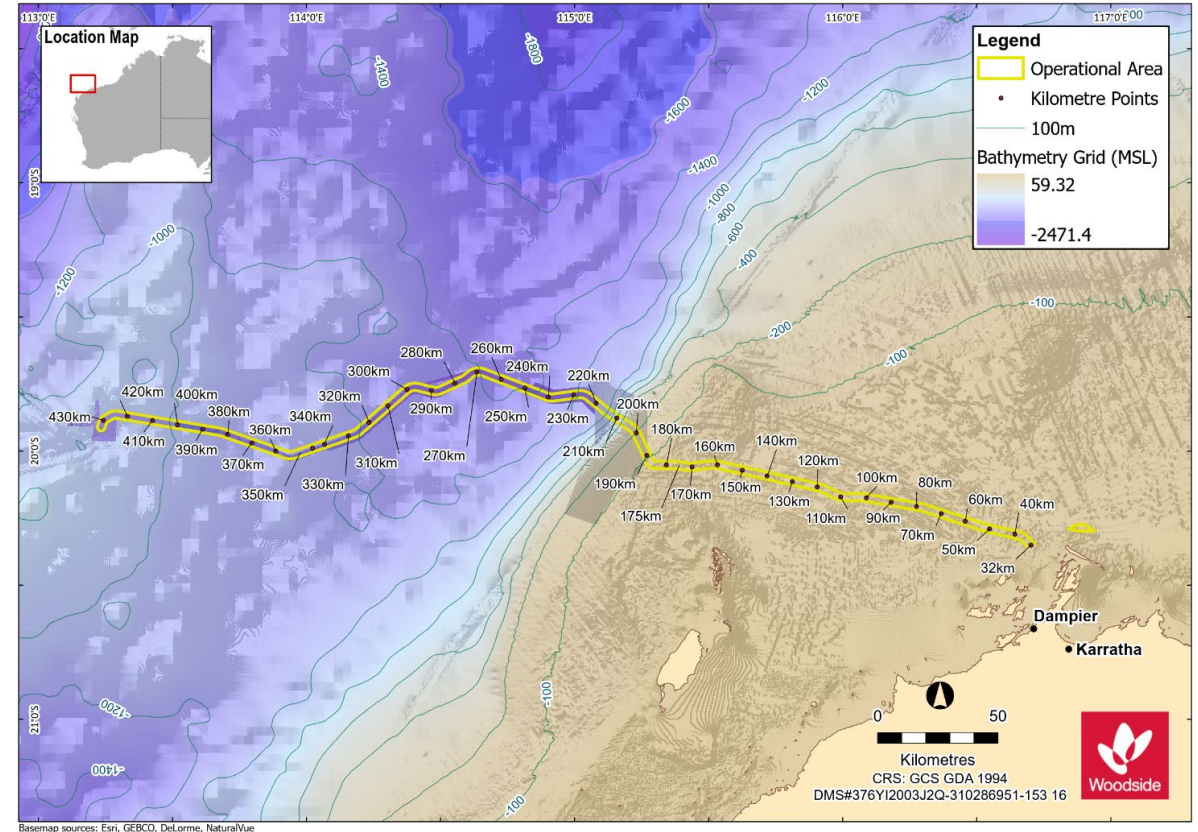 113°0'E
114°0'E
115°0'E
116°0'E
117°0'E
Location Map
Legend
Operational Area
Kilometre Points
100m
Bathymetry Grid (MSL)
59.32
-2471.4
-1800
-1400
-1600
-1200
-1400
-1000
-800
-600
-400
-200
-100
-100
19°0'S
-1000
-1200
20°0'S
430km
420km
410km
400km
390km
380km
370km
360km
350km
340km
330km
320km
310km
300km
290km
280km
270km
260km
250km
240km
230km
220km
210km
200km
190km
180km
175km
170km
160km
150km
140km
130km
120km
110km
100km
90km
80km
70km
60km
50km
40km
32km
Dampier
Karratha
21°0'S
-1200
-1400
-100
-100
0
50
Kilometres
CRS: GCS GDA 1994
DMS#376YI2003J2Q-310286951-153 16
Woodside
Basemap sources: Esri, GEBCO, DeLorme, NaturalVue